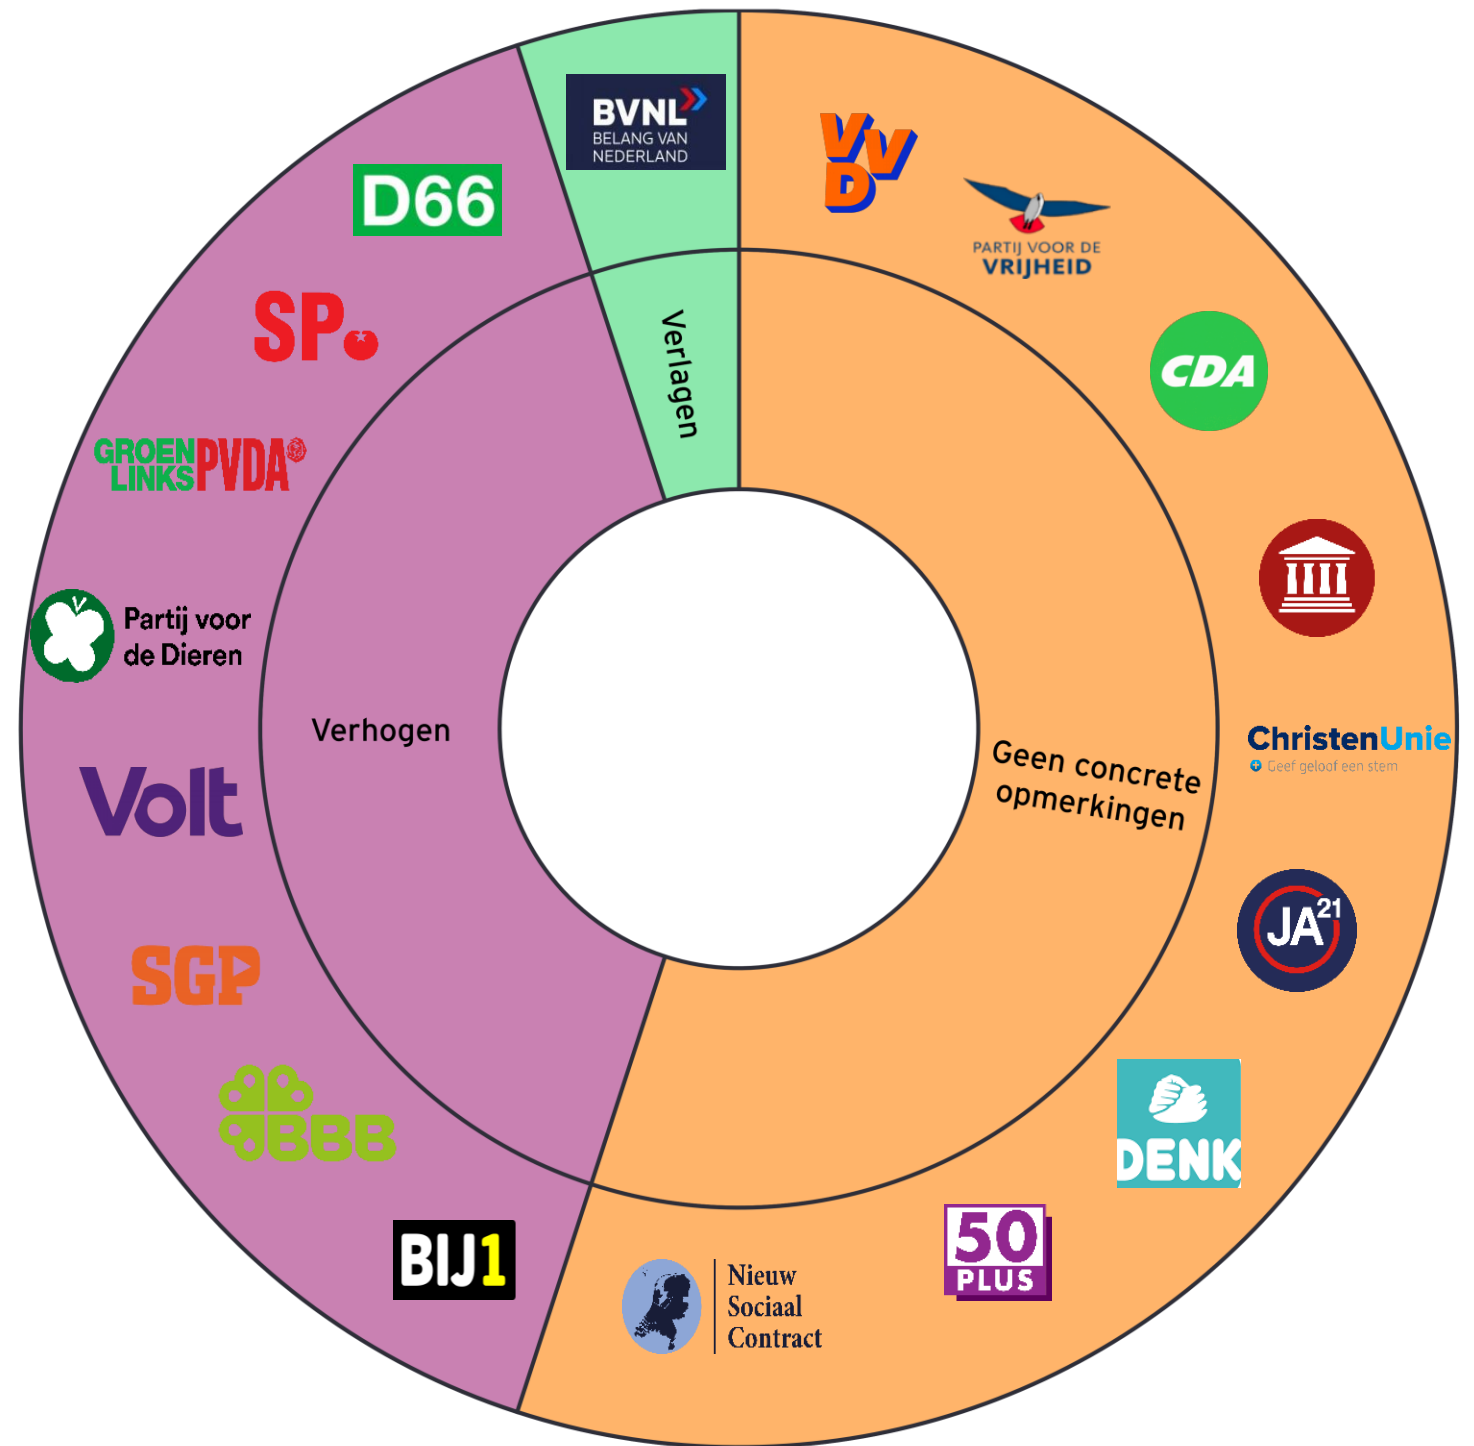 BVNL
BELANG VAN
NEDERLAND
VVD
PARTIJ VOOR DE
VRIJHEID
D66
SP
CDA
Verlagen
GROEN
LINKS
PVDA
Partij voor
de Dieren
Verhogen
Geen concrete
opmerkingen
ChristenUnie
Geef geloof een stem
Volt
JA21
SGP
DENK
BBB
50
PLUS
BIJ1
Nieuw
Sociaal
Contract